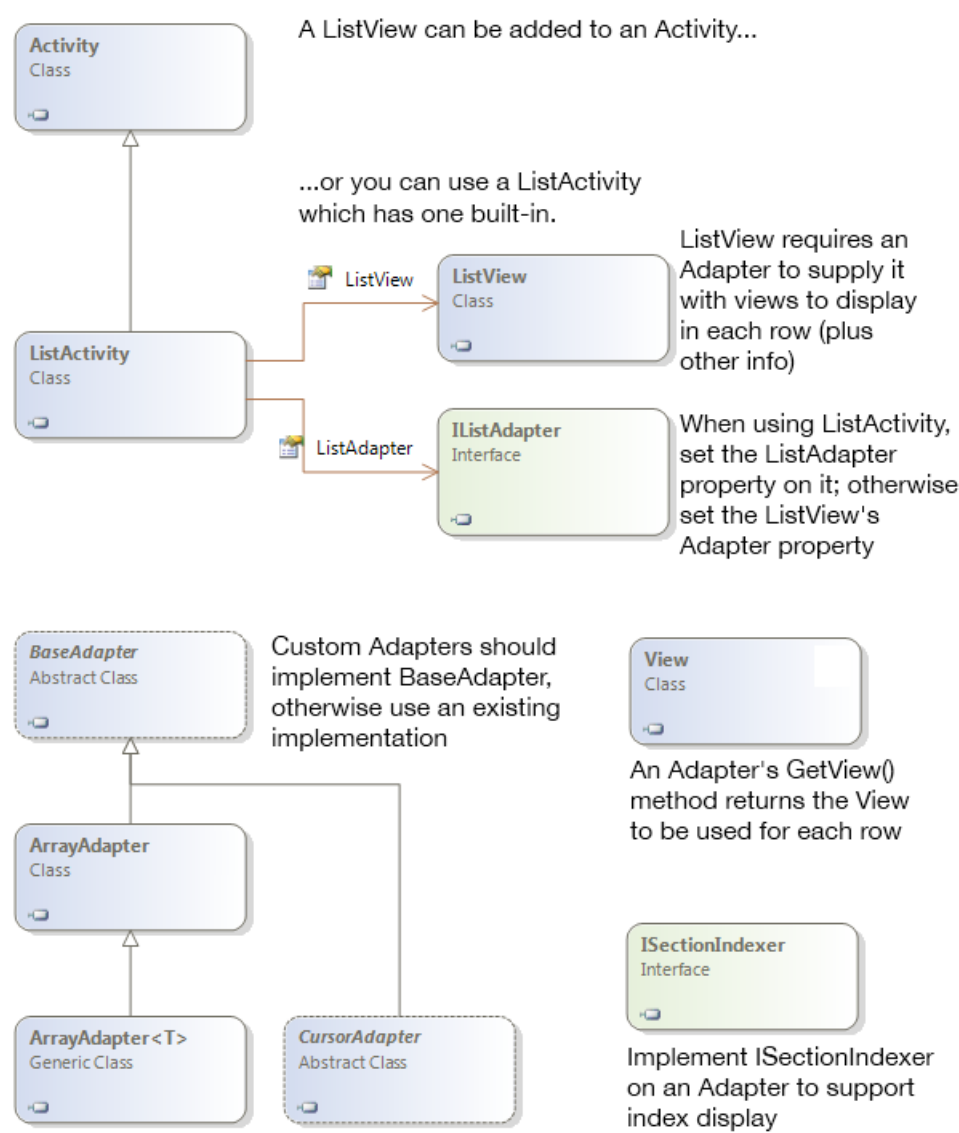 A ListView can be added to an Activity...
Activity
Class
...or you can use a ListActivity
which has one built-in.
ListView
ListView
Class
ListView requires an
Adapter to supply it
with views to display
in each row (plus
other info)
ListActivity
Class
ListAdapter
IListAdapter
Interface
When using ListActivity,
set the ListAdapter
property on it; otherwise
set the ListView's
Adapter property
BaseAdapter
Abstract Class
Custom Adapters should
implement BaseAdapter,
otherwise use an existing
implementation
View
Class
An Adapter's GetView()
method returns the View
to be used for each row
ArrayAdapter
Class
ISectionIndexer
Interface
Implement ISectionIndexer
on an Adapter to support
index display
ArrayAdapter<T>
Generic Class
CursorAdapter
Abstract Class